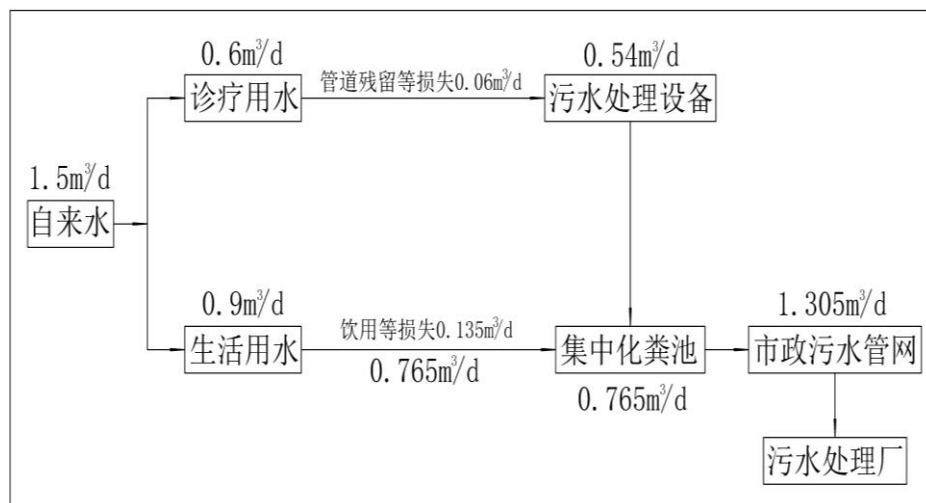 0.6m³/d
诊疗用水
管道残留等损失0.06m³/d
0.54m³/d
污水处理设备
1.5m³/d
自来水
0.9m³/d
生活用水
饮用等损失0.135m³/d
0.765m³/d
集中化粪池
0.765m³/d
1.305m³/d
市政污水管网
污水处理厂